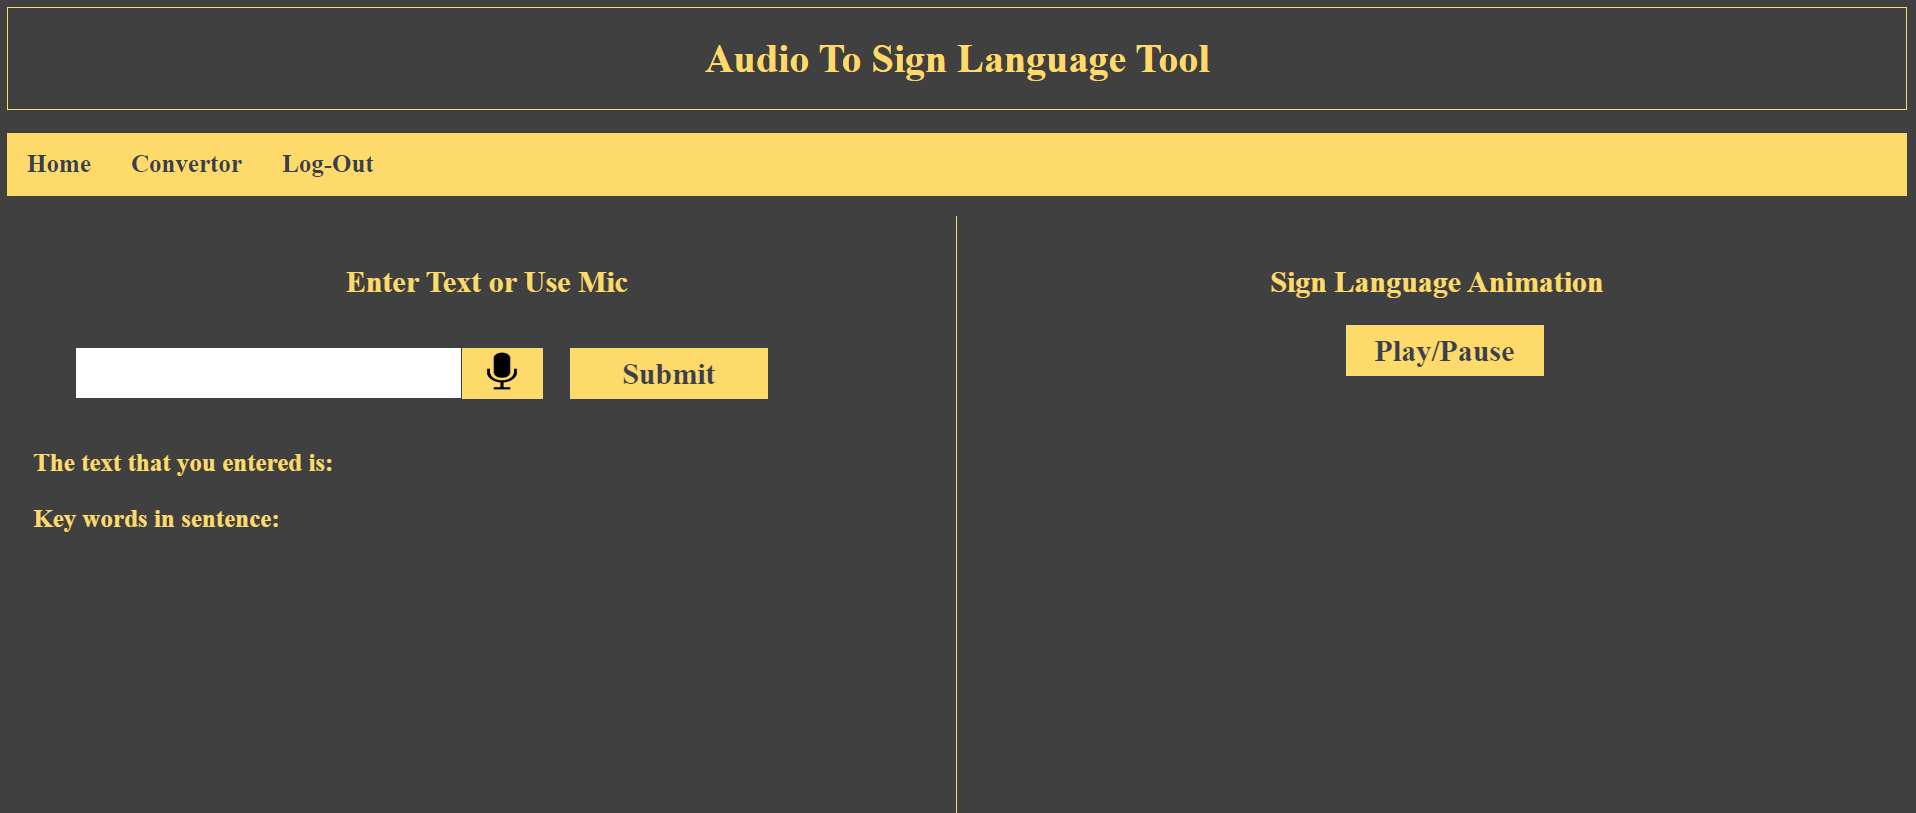 Audio To Sign Language Tool
Home Convertor Log-Out
Enter Text or Use Mic
Submit
The text that you entered is:
Key words in sentence:
Sign Language Animation
Play/Pause